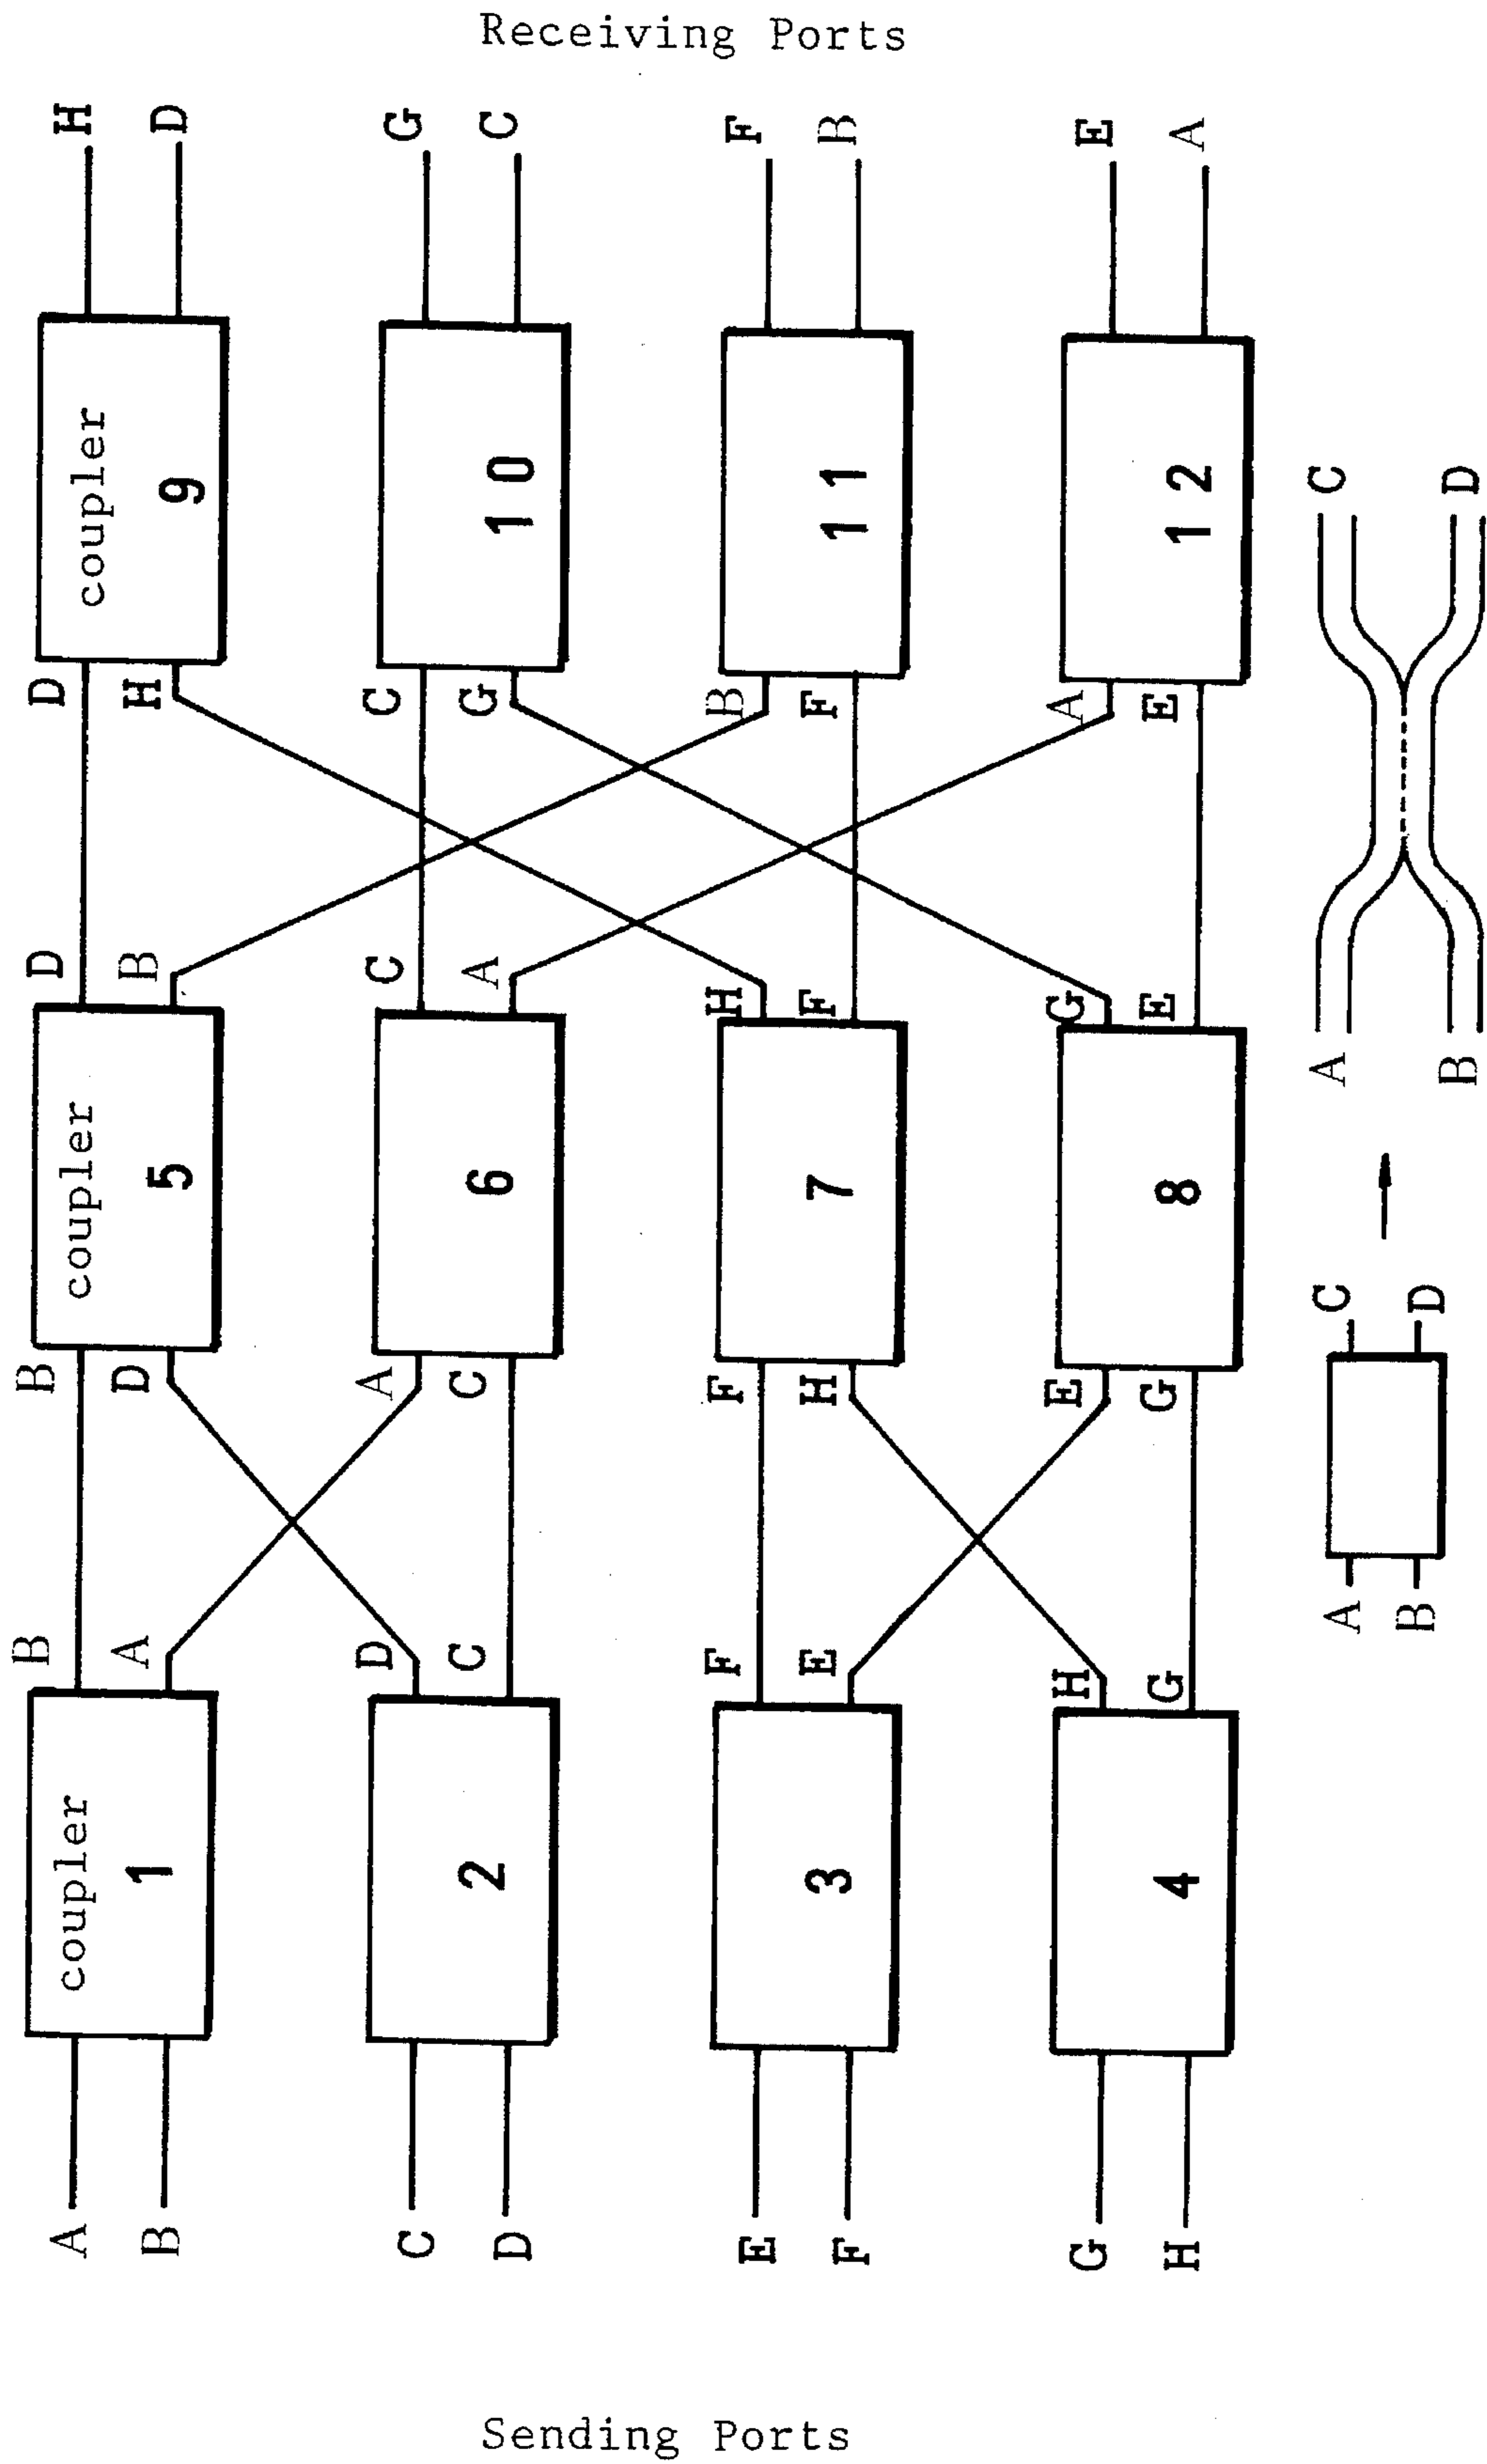 Receiving Ports
H
D
G
C
F
B
E
A
coupler
9
10
11
12
D
H
C
G
B
F
A
E
D
B
C
A
H
F
G
E
coupler
5
6
7
8
B
D
A
C
F
H
E
G
B
A
D
C
F
E
H
G
coupler
1
2
3
4
A
B
C
D
E
F
G
H
Sending Ports
A
B
C
D
A
B
C
D